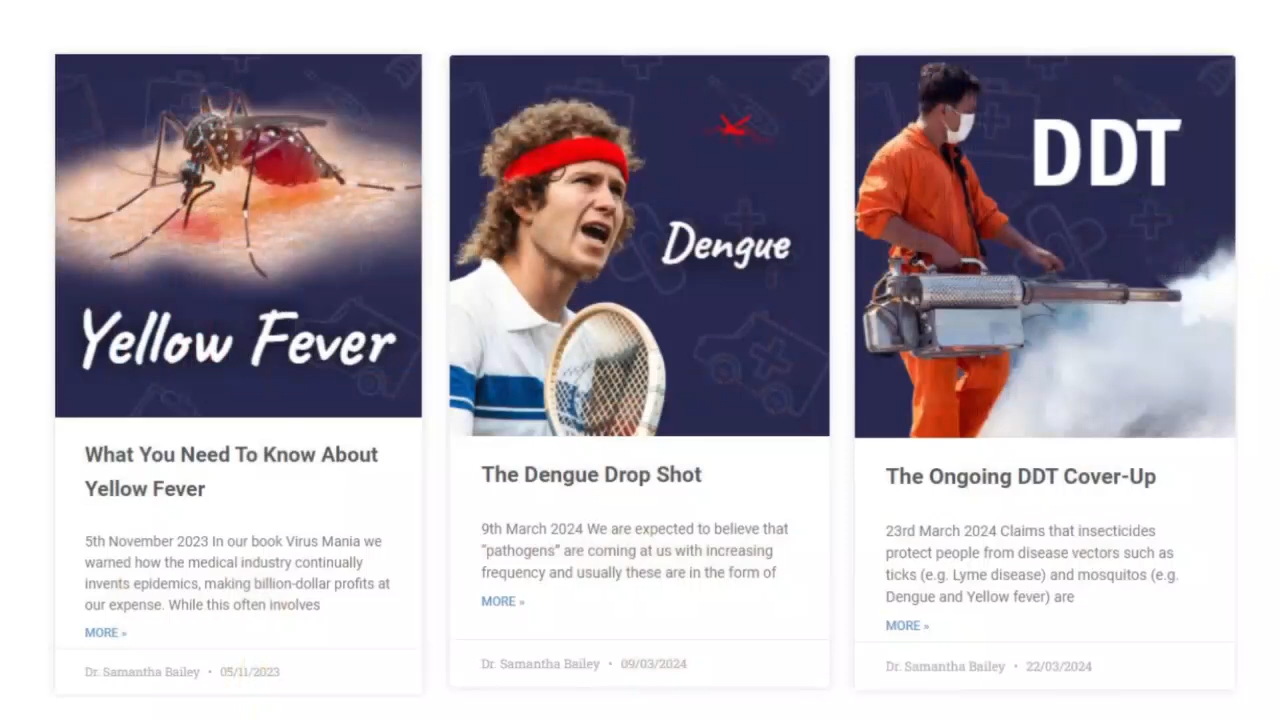 Yellow Fever
What You Need To Know About
Yellow Fever
5th November 2023 In our book Virus Mania we
warned how the medical industry continually
invents epidemics, making billion-dollar profits at
our expense. While this often involves
MORE »
Dr. Samantha Bailey • 05/11/2023
Dengue
The Dengue Drop Shot
9th March 2024 We are expected to believe that
"pathogens" are coming at us with increasing
frequency and usually these are in the form of
MORE »
Dr. Samantha Bailey • 09/03/2024
DDT
The Ongoing DDT Cover-Up
23rd March 2024 Claims that insecticides
protect people from disease vectors such as
ticks (e.g. Lyme disease) and mosquitos (e.g.
Dengue and Yellow fever) are
MORE »
Dr. Samantha Bailey • 22/03/2024